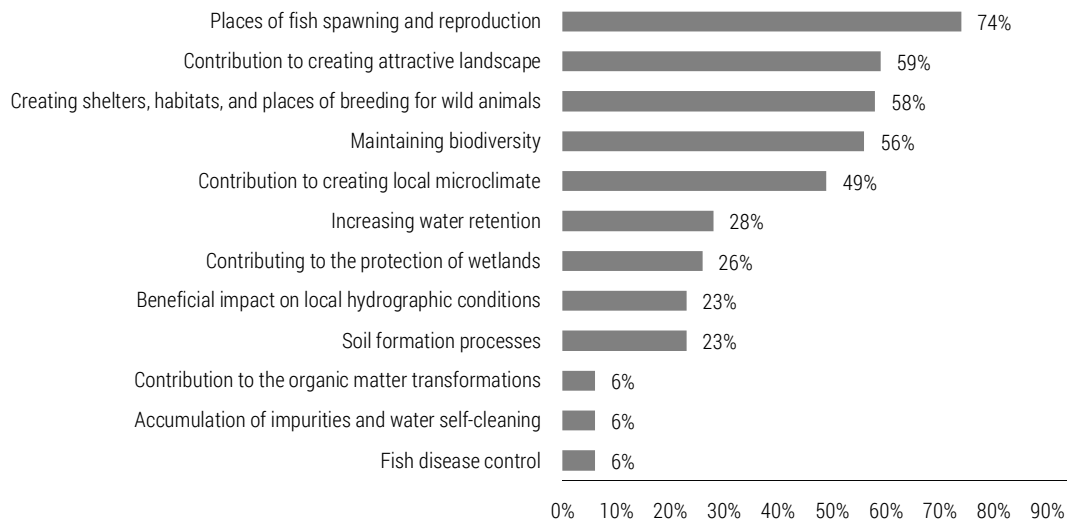 Places of fish spawning and reproduction 74%
Contribution to creating attractive landscape 59%
Creating shelters, habitats, and places of breeding for wild animals 58%
Maintaining biodiversity 56%
Contribution to creating local microclimate 49%
Increasing water retention 28%
Contributing to the protection of wetlands 26%
Beneficial impact on local hydrographic conditions 23%
Soil formation processes 23%
Contribution to the organic matter transformations 6%
Accumulation of impurities and water self-cleaning 6%
Fish disease control 6%
0% 10% 20% 30% 40% 50% 60% 70% 80% 90%